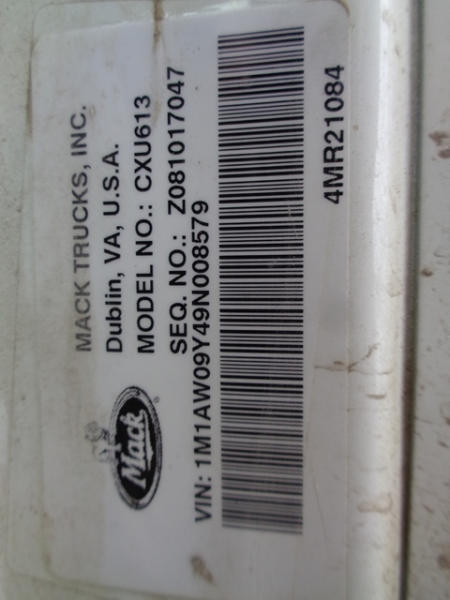 MACK TRUCKS, INC.
Dublin, VA, U.S.A.
MODEL NO.: CXU613
SEQ. NO.: Z081017047
Mack
VIN: 1M1AW09Y49N008579
4MR21084